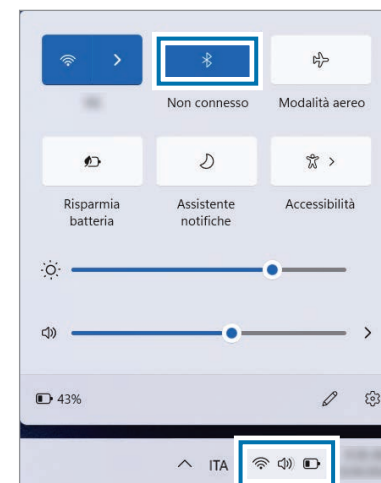 Non connesso
Modalità aereo
Risparmia
batteria
Assistente
notifiche
Accessibilità
43%
ITA